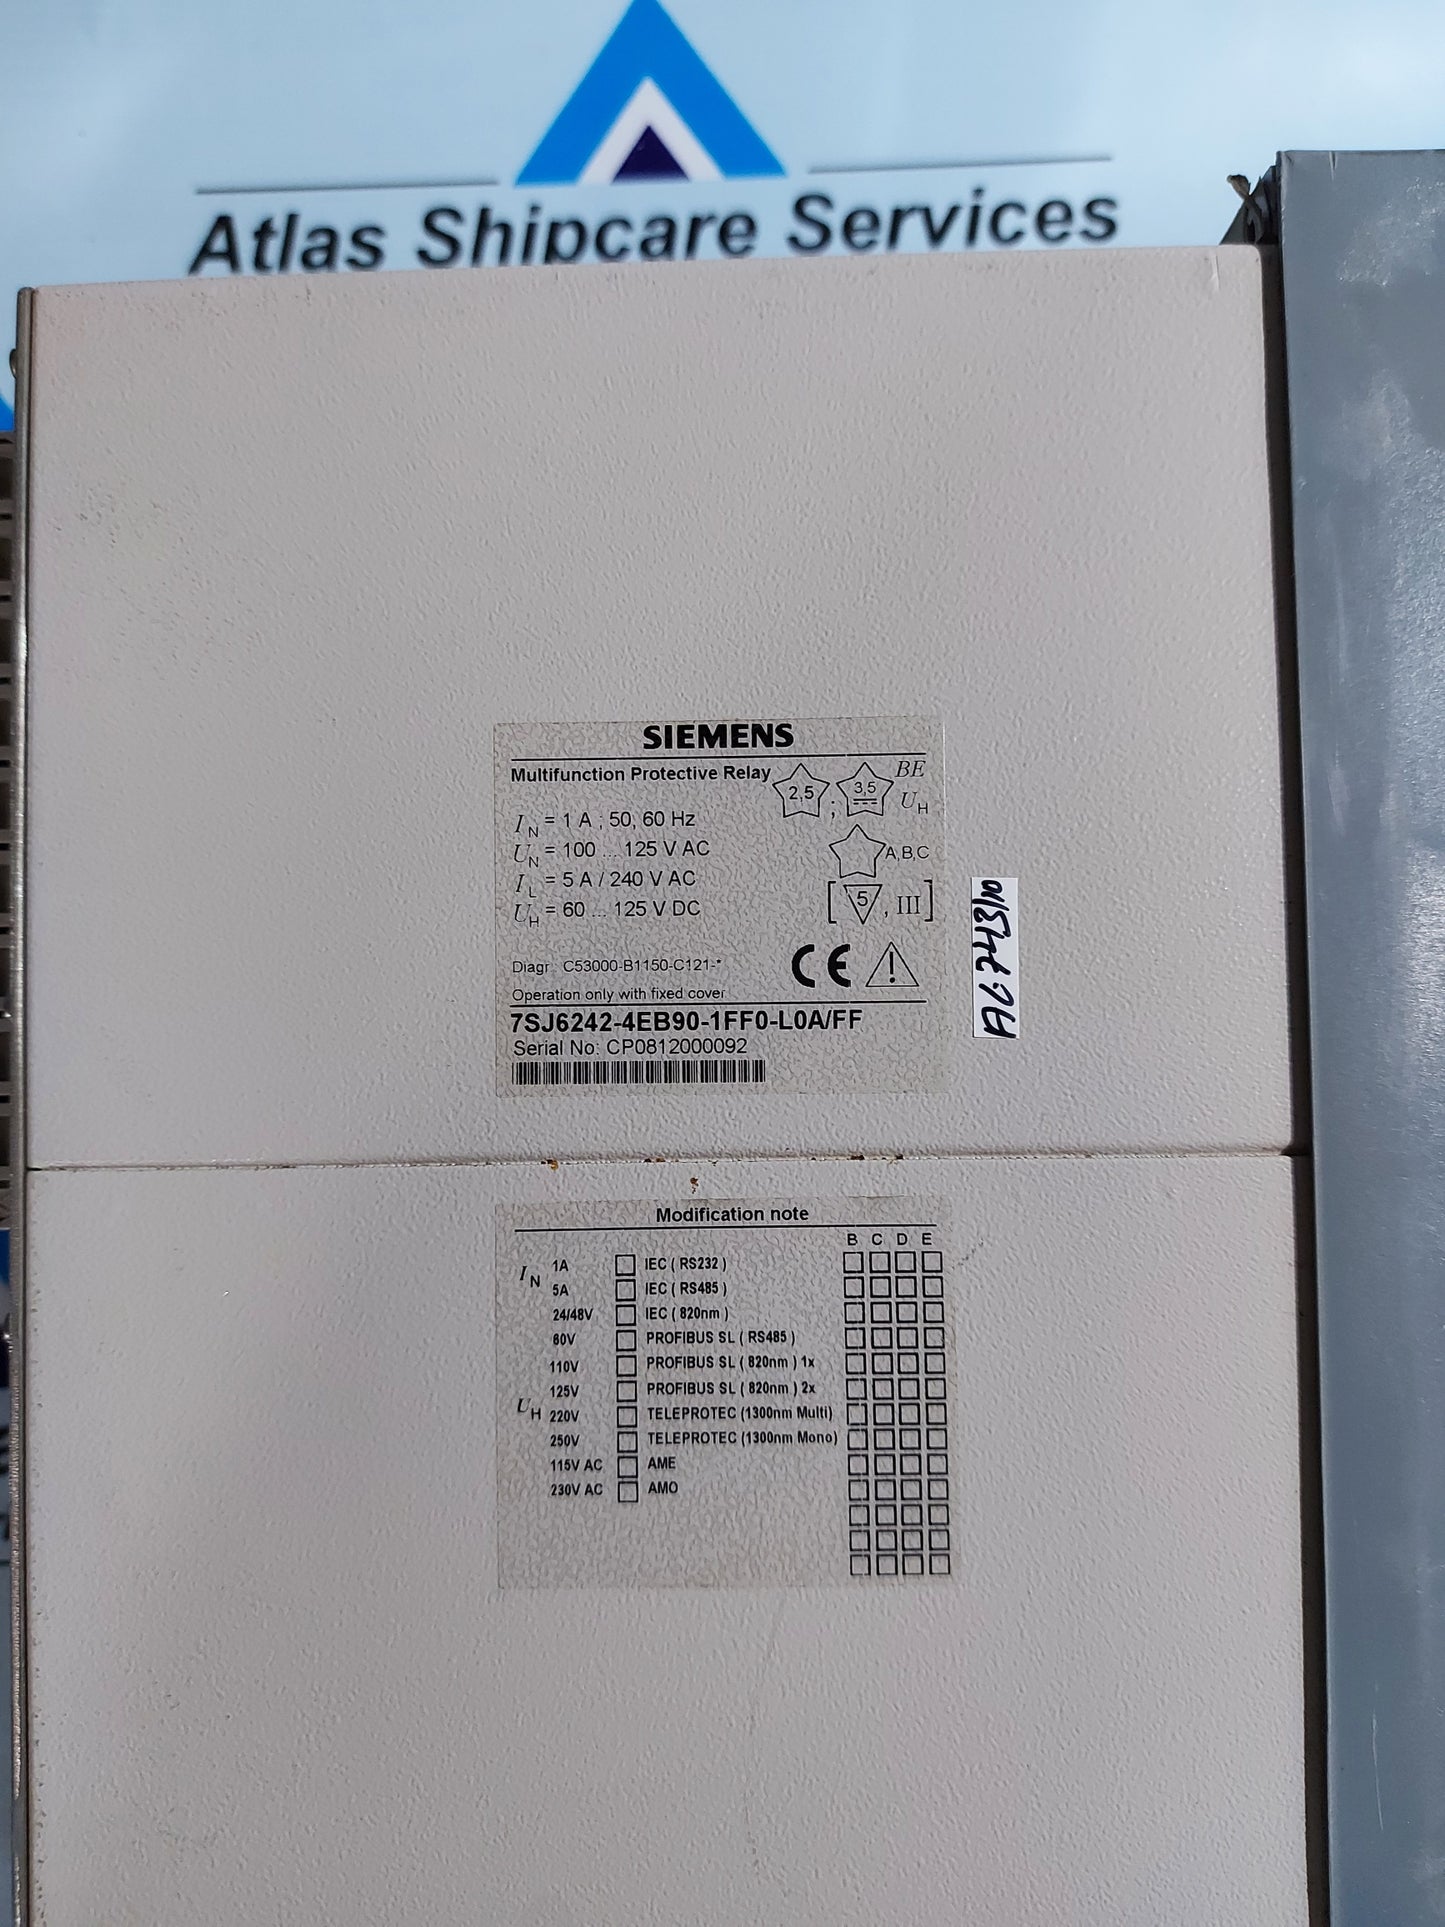 Atlas Shipcare Services
SIEMENS
Multifunction Protective Relay
2,5 ; 3,5 BE
UH
IN = 1 A ; 50, 60 Hz
UN = 100 ... 125 V AC
A,B,C
IL = 5 A / 240 V AC
UH = 60 ... 125 V DC
[ 5 , III ]
Diagr : C53000-B1150-C121-*
CE
Operation only with fixed cover
7SJ6242-4EB90-1FF0-L0A/FF
Serial No: CP0812000092
Modification note
B C D E
IN 1A IEC ( RS232 )
5A IEC ( RS485 )
24/48V IEC ( 820nm )
60V PROFIBUS SL ( RS485 )
110V PROFIBUS SL ( 820nm ) 1x
125V PROFIBUS SL ( 820nm ) 2x
UH 220V TELEPROTEC (1300nm Multi)
250V TELEPROTEC (1300nm Mono)
115V AC AME
230V AC AMO